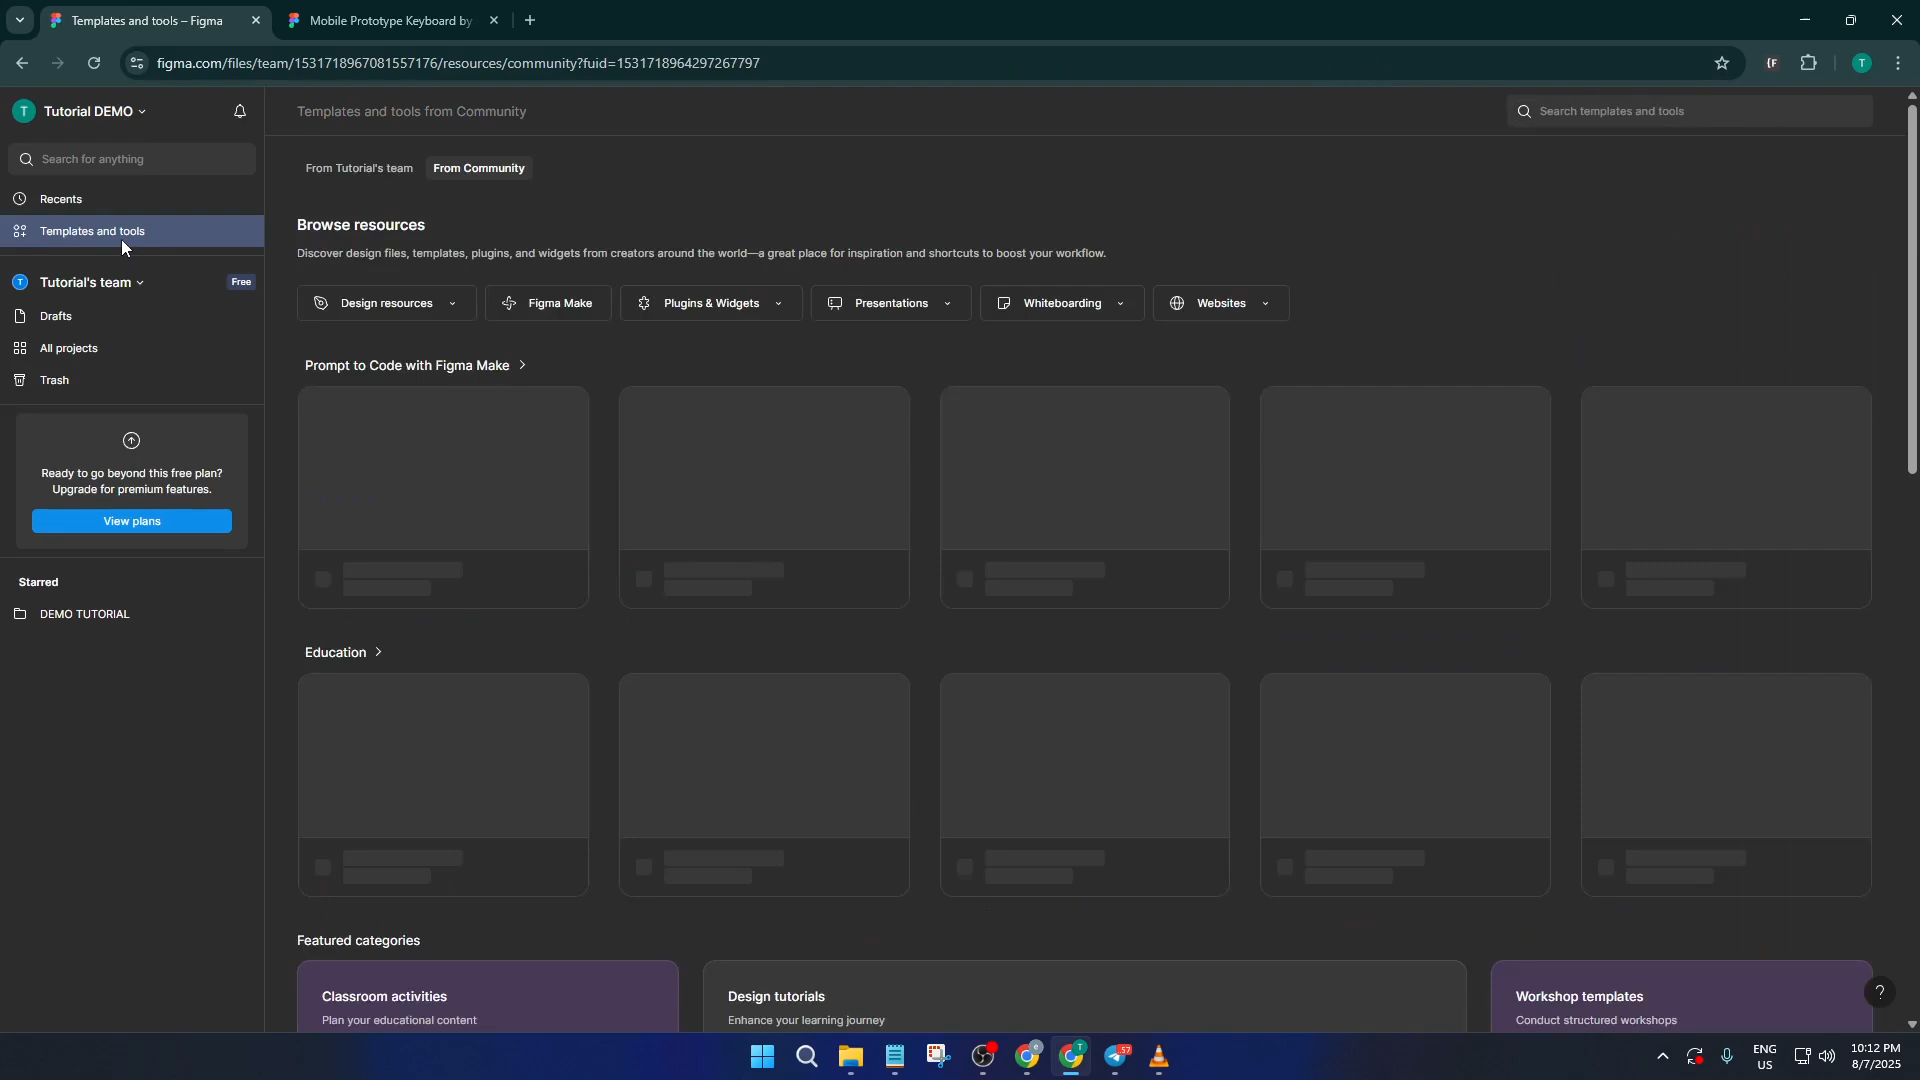 Templates and tools – Figma
Mobile Prototype Keyboard by
figma.com/files/team/1531718967081557176/resources/community?fuid=1531718964297267797
T
T
Tutorial DEMO
Templates and tools from Community
Search templates and tools
Search for anything
From Tutorial's team
From Community
Recents
Templates and tools
Browse resources
Discover design files, templates, plugins, and widgets from creators around the world—a great place for inspiration and shortcuts to boost your workflow.
T
Tutorial's team
Free
Design resources
Figma Make
Plugins & Widgets
Presentations
Whiteboarding
Websites
Drafts
All projects
Trash
Prompt to Code with Figma Make
Ready to go beyond this free plan?
Upgrade for premium features.
View plans
Starred
DEMO TUTORIAL
Education
Featured categories
Classroom activities
Plan your educational content
Design tutorials
Enhance your learning journey
Workshop templates
Conduct structured workshops
?
e
T
57
ENG
US
10:12 PM
8/7/2025